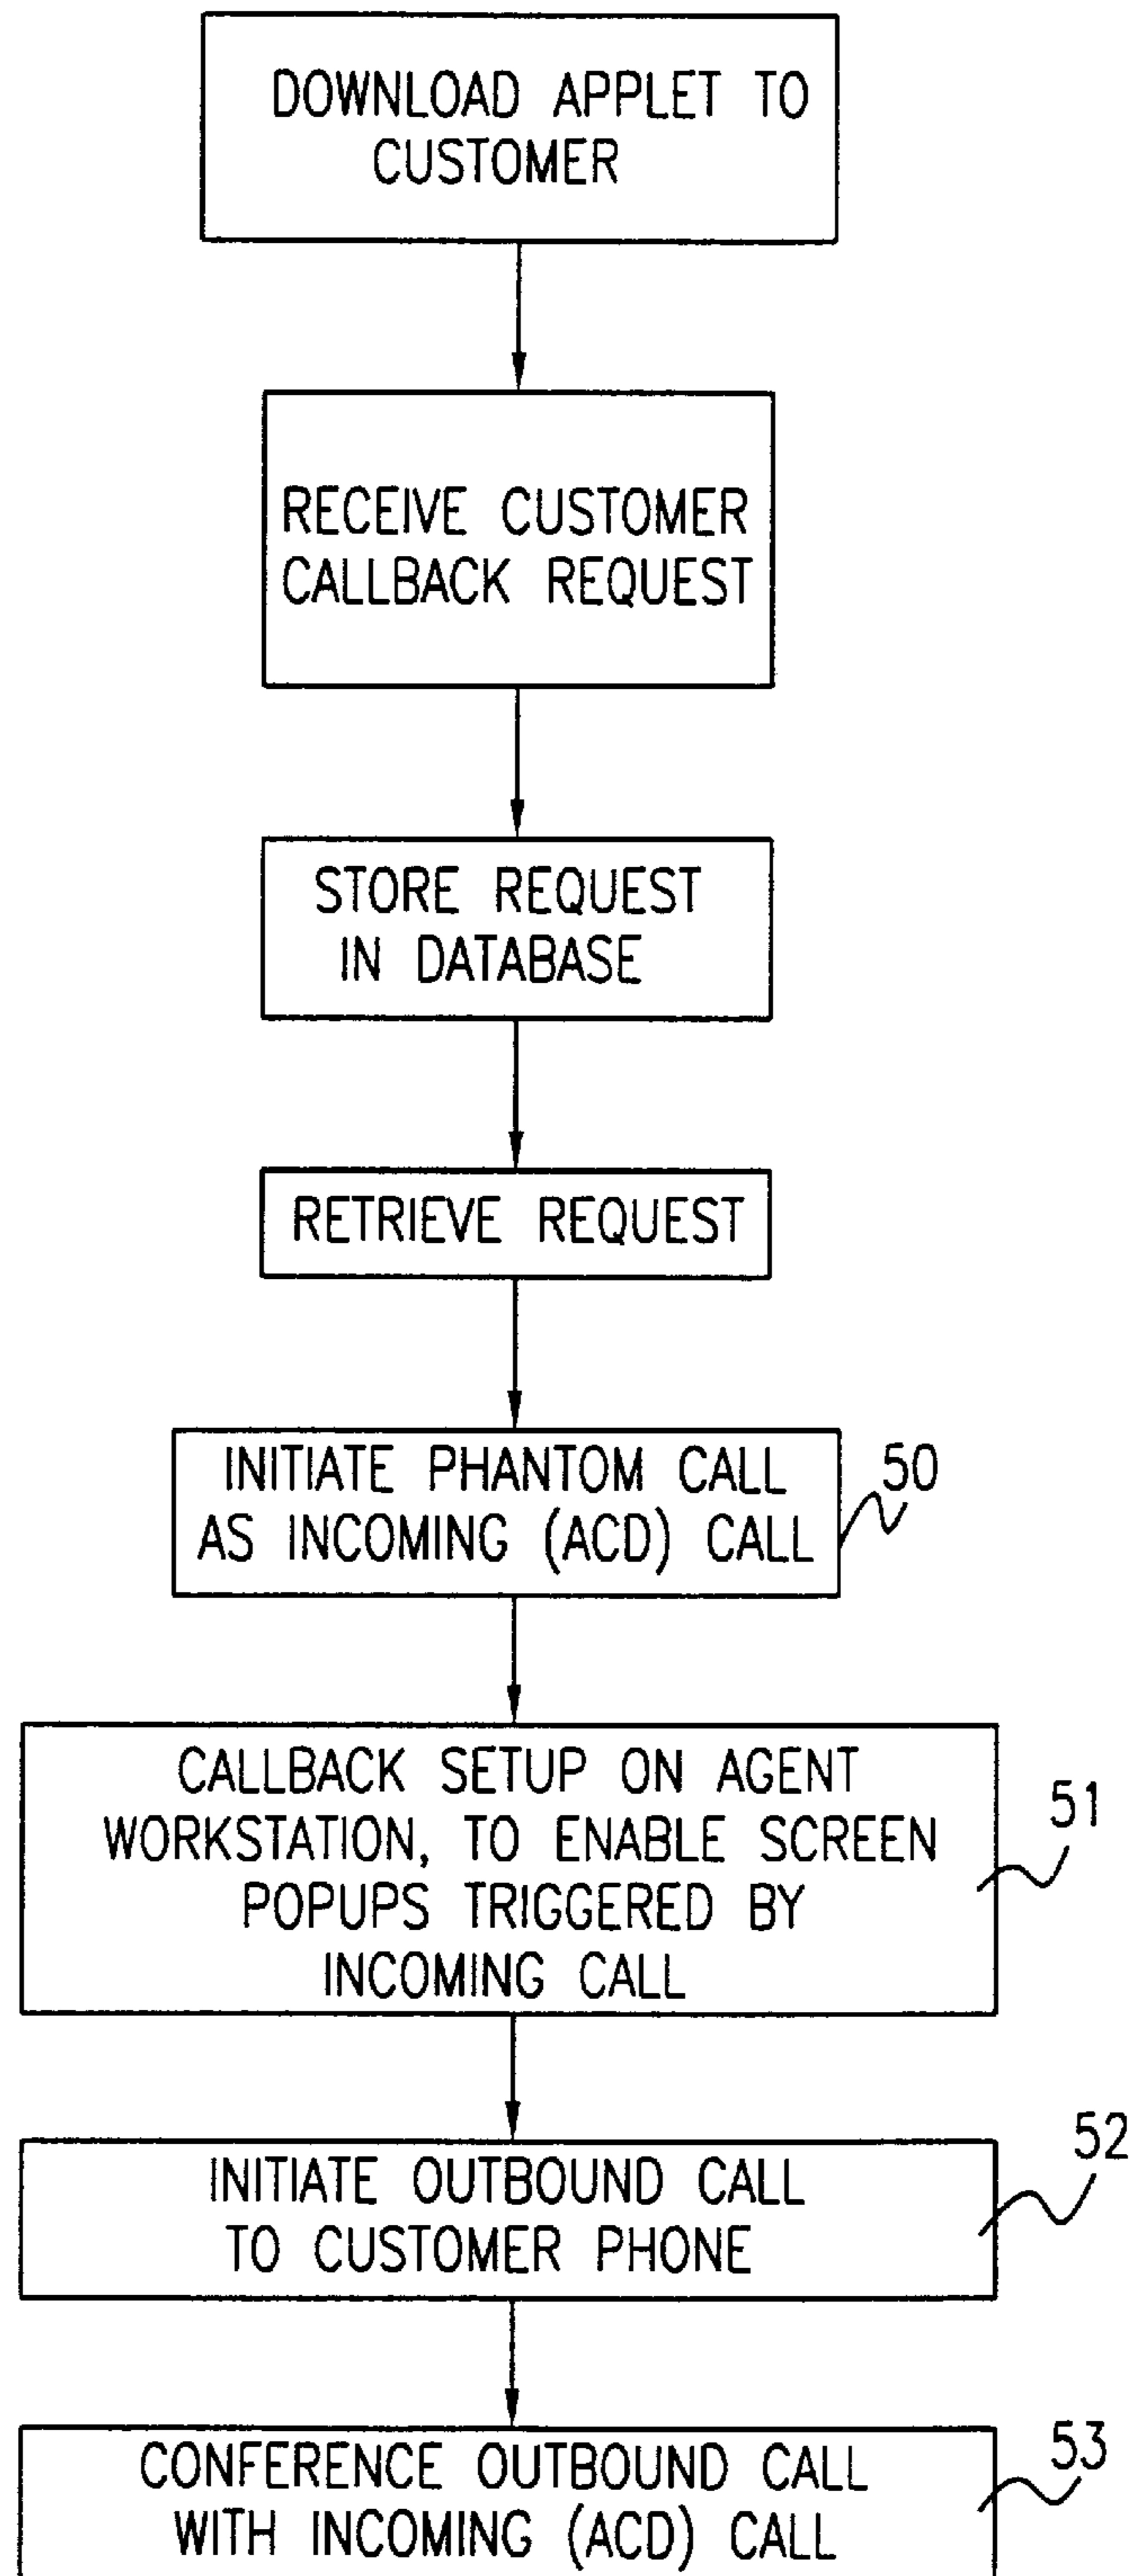 DOWNLOAD APPLET TO
CUSTOMER
RECEIVE CUSTOMER
CALLBACK REQUEST
STORE REQUEST
IN DATABASE
RETRIEVE REQUEST
INITIATE PHANTOM CALL
AS INCOMING (ACD) CALL
50
CALLBACK SETUP ON AGENT
WORKSTATION, TO ENABLE SCREEN
POPUPS TRIGGERED BY
INCOMING CALL
51
INITIATE OUTBOUND CALL
TO CUSTOMER PHONE
52
CONFERENCE OUTBOUND CALL
WITH INCOMING (ACD) CALL
53